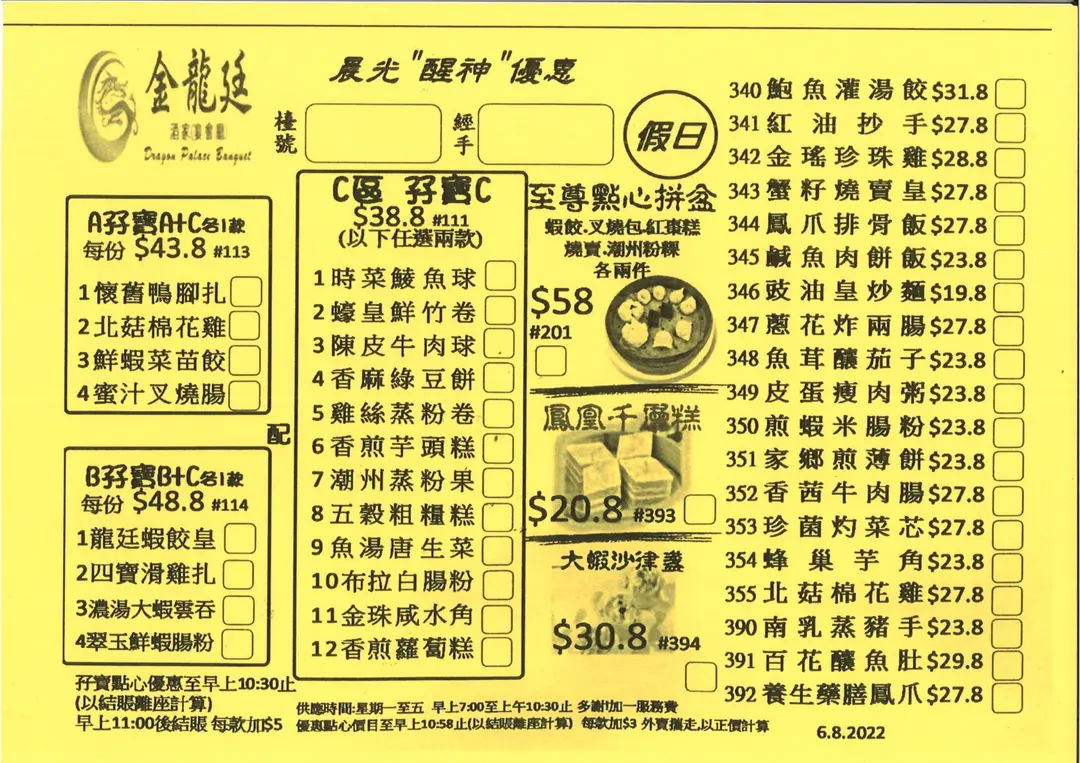 金龍廷
酒家宴會廳
Dragon Palace Banquet
晨光"醒神"優惠
檯號
經手
假日
A孖寶A+C各1款
每份 $43.8 #113
1懷舊鴨腳扎
2北菇棉花雞
3鮮蝦菜苗餃
4蜜汁叉燒腸
配
B孖寶B+C各1款
每份 $48.8 #114
1龍廷蝦餃皇
2四寶滑雞扎
3濃湯大蝦雲吞
4翠玉鮮蝦腸粉
孖寶點心優惠至早上10:30止
(以結賬離座計算)
早上11:00後結賬 每款加$5
C區 孖寶C
$38.8 #111
(以下任選兩款)
1時菜鯪魚球
2蠔皇鮮竹卷
3陳皮牛肉球
4香麻綠豆餅
5雞絲蒸粉卷
6香煎芋頭糕
7潮州蒸粉果
8五穀粗糧糕
9魚湯唐生菜
10布拉白腸粉
11金珠咸水角
12香煎蘿蔔糕
至尊點心拼盆
蝦餃.叉燒包.紅棗糕
燒賣.潮州粉粿
各兩件
$58
#201
鳳凰千層糕
$20.8 #393
大蝦沙律盞
$30.8 #394
340鮑魚灌湯餃$31.8
341紅油抄手$27.8
342金瑤珍珠雞$28.8
343蟹籽燒賣皇$27.8
344鳳爪排骨飯$27.8
345鹹魚肉餅飯$23.8
346豉油皇炒麵$19.8
347蔥花炸兩腸$27.8
348魚茸釀茄子$23.8
349皮蛋瘦肉粥$23.8
350煎蝦米腸粉$23.8
351家鄉煎薄餅$23.8
352香茜牛肉腸$27.8
353珍菌灼菜芯$27.8
354蜂巢芋角$23.8
355北菇棉花雞$27.8
390南乳蒸豬手$23.8
391百花釀魚肚$29.8
392養生藥膳鳳爪$27.8
供應時間:星期一至五 早上7:00至上午10:30止 多謝!加一服務費
優惠點心價目至早上10:58止(以結賬離座計算) 每款加$3 外賣攜走,以正價計算
6.8.2022